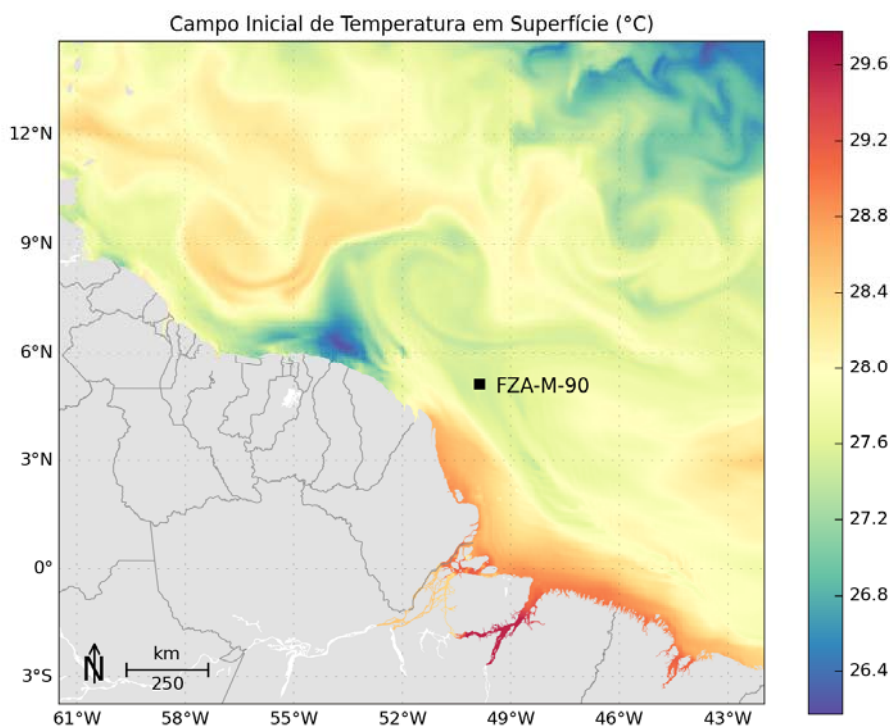 Campo Inicial de Temperatura em Superfície (°C)
12°N
9°N
6°N
3°N
0°
3°S
61°W 58°W 55°W 52°W 49°W 46°W 43°W
FZA-M-90
N
km
250
29.6
29.2
28.8
28.4
28.0
27.6
27.2
26.8
26.4